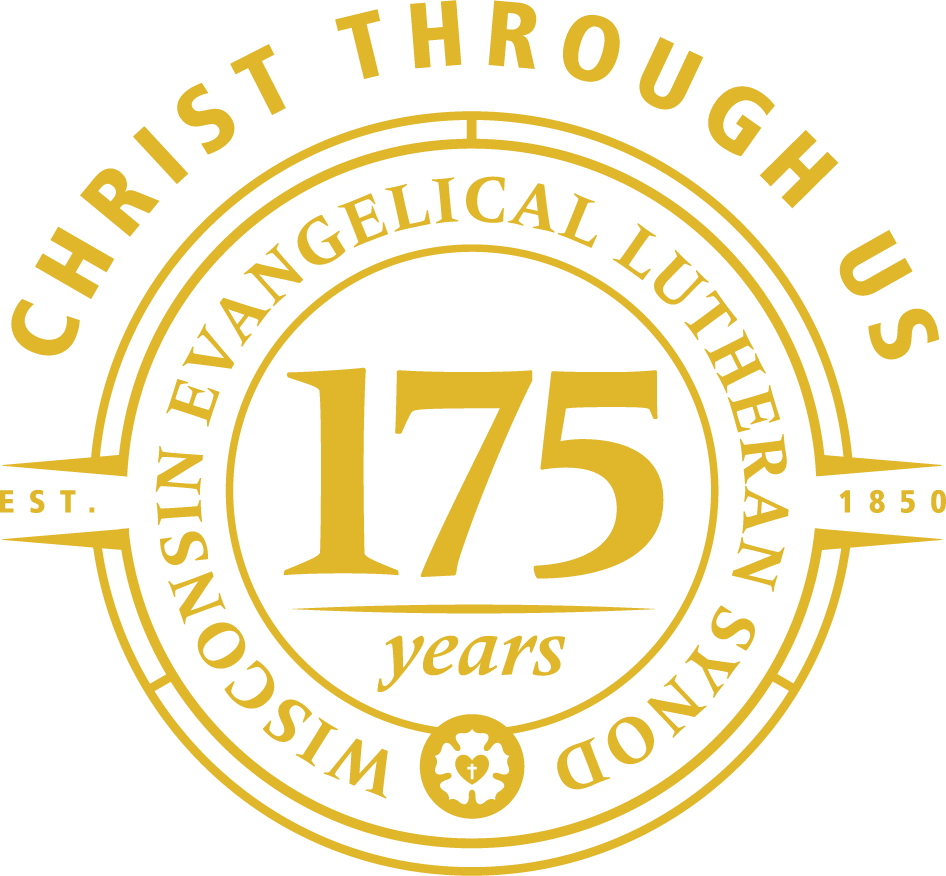 CHRIST THROUGH US
WISCONSIN EVANGELICAL LUTHERAN SYNOD
175
years
EST. 1850